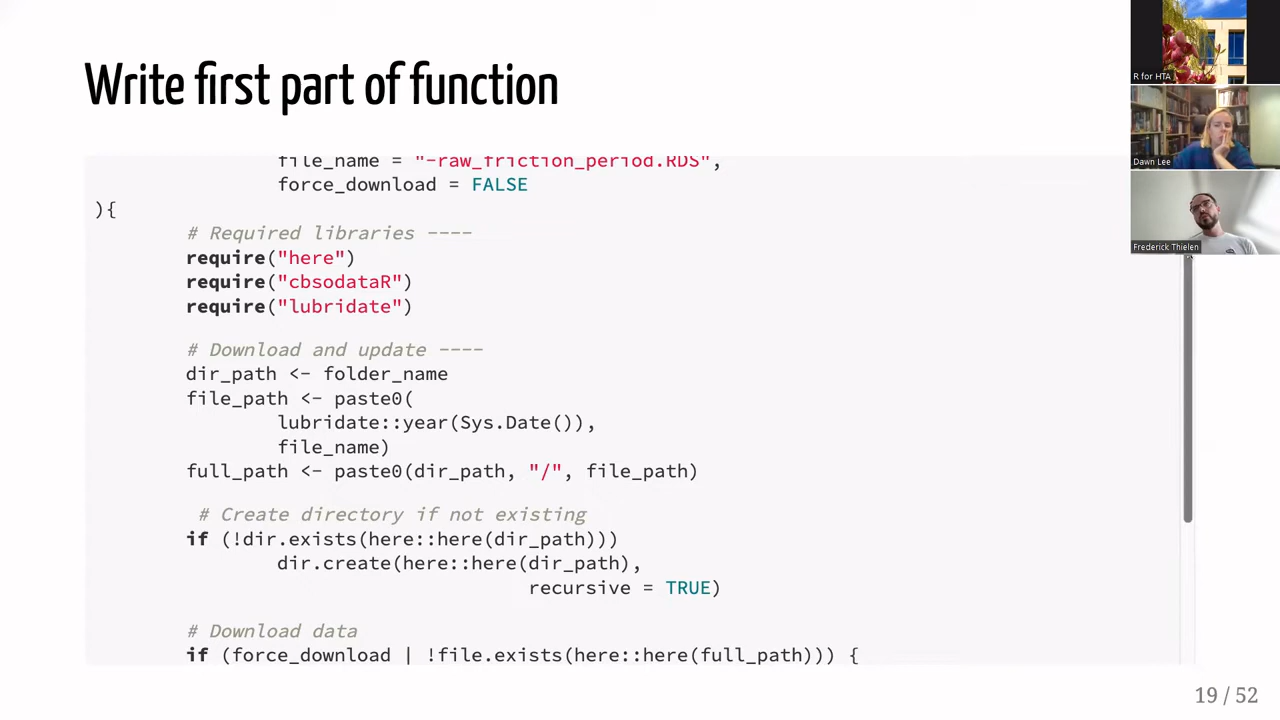 Write first part of function
file_name = "-raw_friction_period.RDS",
force_download = FALSE
){
# Required libraries ----
require("here")
require("cbsodataR")
require("lubridate")
# Download and update ----
dir_path <- folder_name
file_path <- paste0(
lubridate::year(Sys.Date()),
file_name)
full_path <- paste0(dir_path, "/", file_path)
# Create directory if not existing
if (!dir.exists(here::here(dir_path)))
dir.create(here::here(dir_path),
recursive = TRUE)
# Download data
if (force_download | !file.exists(here::here(full_path))) {
19 / 52
R for HTA
Dawn Lee
Frederick Thielen